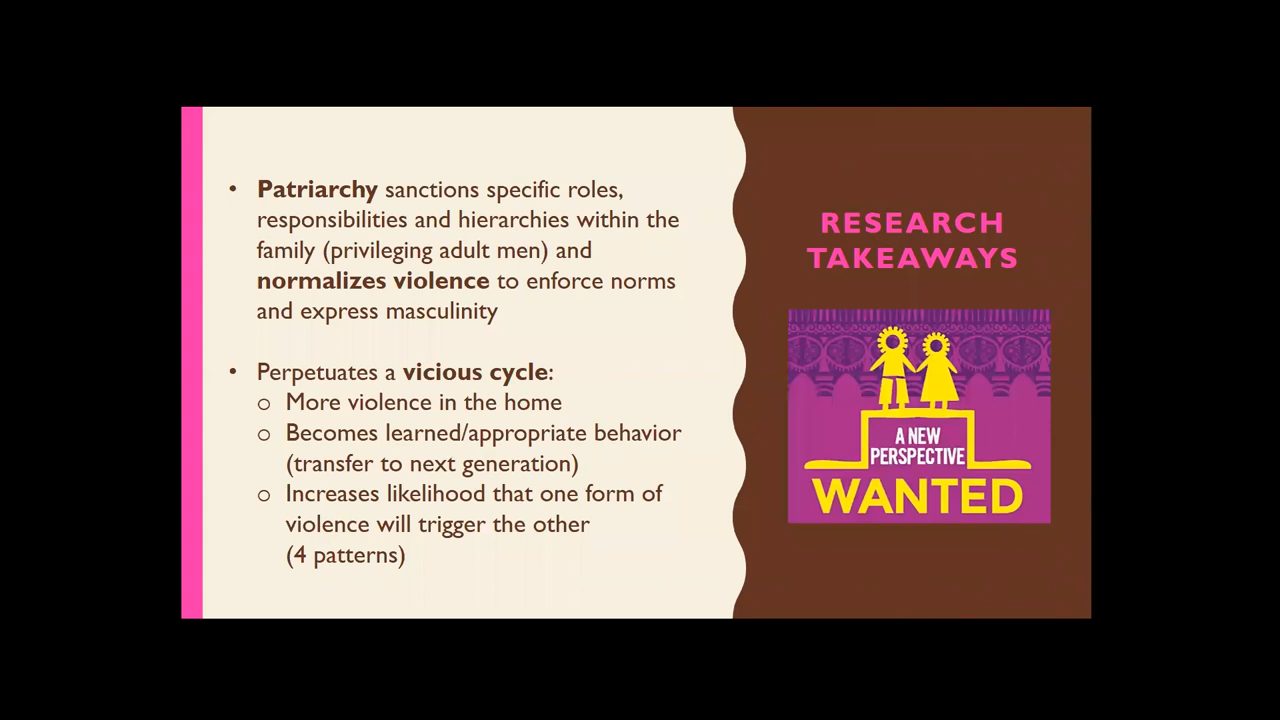 • Patriarchy sanctions specific roles,
responsibilities and hierarchies within the
family (privileging adult men) and
normalizes violence to enforce norms
and express masculinity
• Perpetuates a vicious cycle:
o More violence in the home
o Becomes learned/appropriate behavior
(transfer to next generation)
o Increases likelihood that one form of
violence will trigger the other
(4 patterns)
RESEARCH
TAKEAWAYS
A NEW
PERSPECTIVE
WANTED